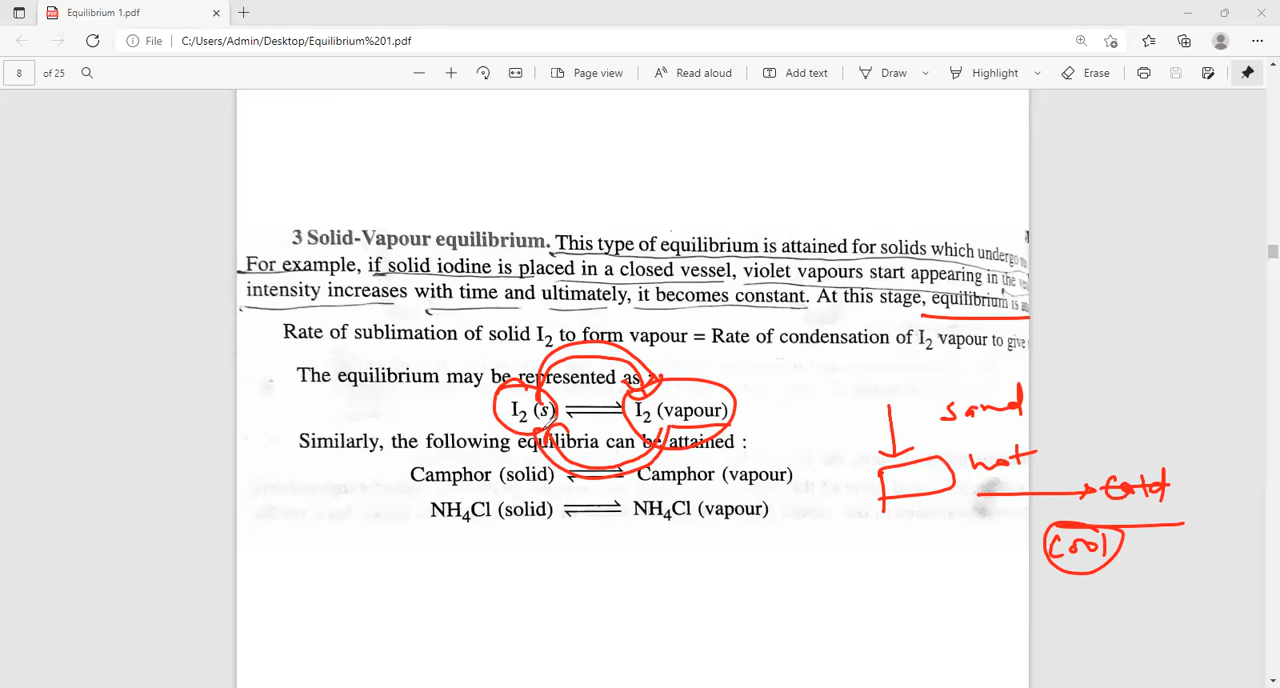 Equilibrium 1.pdf
File C:/Users/Admin/Desktop/Equilibrium%201.pdf
8 of 25 Page view Read aloud Add text Draw Highlight Erase
3 Solid-Vapour equilibrium. This type of equilibrium is attained for solids which undergo
For example, if solid iodine is placed in a closed vessel, violet vapours start appearing in the
intensity increases with time and ultimately, it becomes constant. At this stage, equilibrium is
Rate of sublimation of solid I₂ to form vapour = Rate of condensation of I₂ vapour to give
The equilibrium may be represented as :
I₂ (s) ⇌ I₂ (vapour)
Similarly, the following equilibria can be attained :
Camphor (solid) ⇌ Camphor (vapour)
NH₄Cl (solid) ⇌ NH₄Cl (vapour)
sand
hot
cool